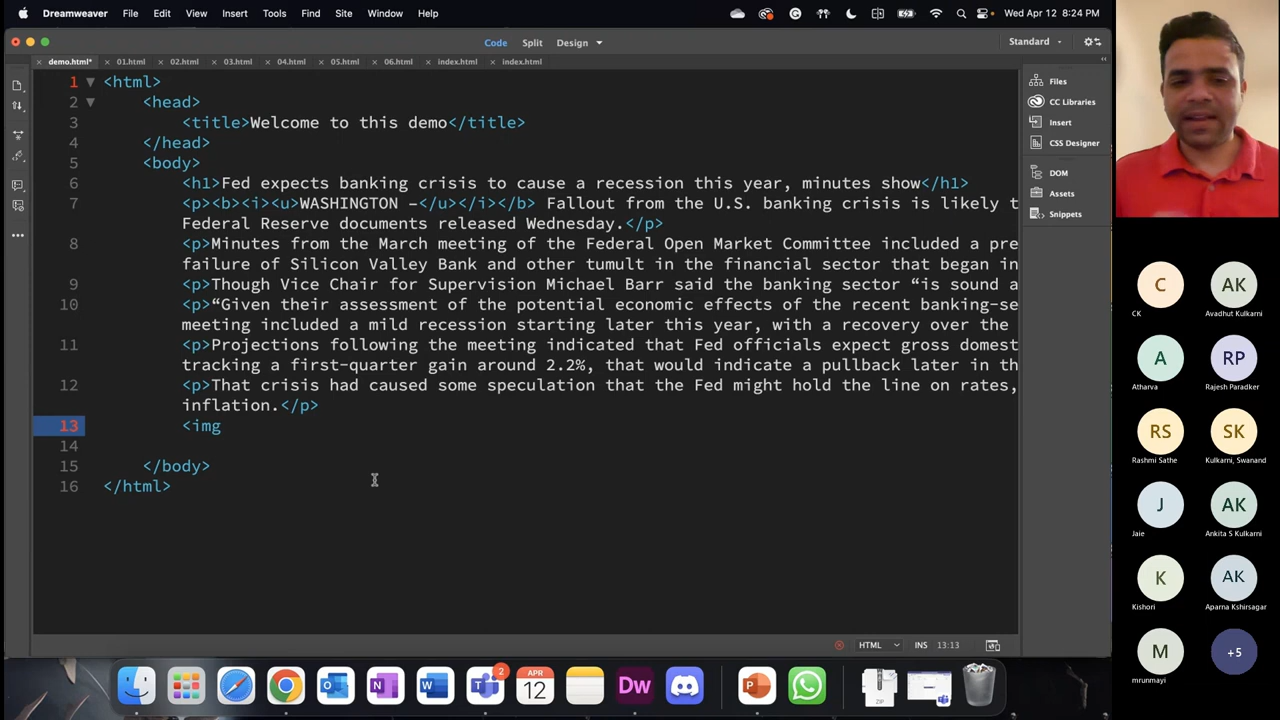 Dreamweaver File Edit View Insert Tools Find Site Window Help Wed Apr 12 8:24 PM
Code Split Design Standard
demo.html* 01.html 02.html 03.html 04.html 05.html 06.html index.html index.html
1 <html>
2 <head>
3 <title>Welcome to this demo</title>
4 </head>
5 <body>
6 <h1>Fed expects banking crisis to cause a recession this year, minutes show</h1>
7 <p><b><i><u>WASHINGTON –</u></i></b> Fallout from the U.S. banking crisis is likely t
Federal Reserve documents released Wednesday.</p>
8 <p>Minutes from the March meeting of the Federal Open Market Committee included a pre
failure of Silicon Valley Bank and other tumult in the financial sector that began in
9 <p>Though Vice Chair for Supervision Michael Barr said the banking sector “is sound a
10 <p>“Given their assessment of the potential economic effects of the recent banking-se
meeting included a mild recession starting later this year, with a recovery over the
11 <p>Projections following the meeting indicated that Fed officials expect gross domest
tracking a first-quarter gain around 2.2%, that would indicate a pullback later in th
12 <p>That crisis had caused some speculation that the Fed might hold the line on rates,
inflation.</p>
13 <img
14
15 </body>
16 </html>
HTML INS 13:13
Files
CC Libraries
Insert
CSS Designer
DOM
Assets
Snippets
C AK
CK Avadhut Kulkarni
A RP
Atharva Rajesh Paradker
RS SK
Rashmi Sathe Kulkarni, Swanand
J AK
Jaie Ankita S Kulkarni
K AK
Kishori Aparna Kshirsagar
M +5
mrunmayi
2
APR
12
Dw
ZIP